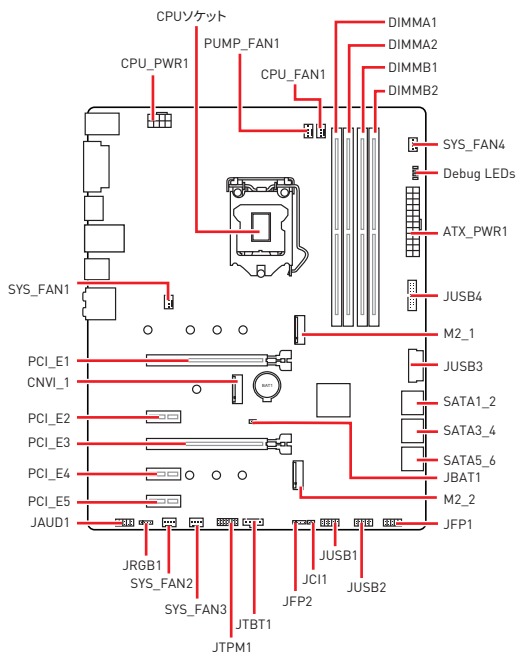 CPUソケット
DIMMA1
PUMP_FAN1
DIMMA2
CPU_PWR1
CPU_FAN1
DIMMB1
DIMMB2
SYS_FAN4
Debug LEDs
ATX_PWR1
SYS_FAN1
JUSB4
M2_1
PCI_E1
JUSB3
CNVI_1
BAT1
SATA1_2
PCI_E2
SATA3_4
PCI_E3
SATA5_6
PCI_E4
JBAT1
PCI_E5
M2_2
JAUD1
JFP1
JRGB1
JUSB1
SYS_FAN2
JCI1
JUSB2
SYS_FAN3
JFP2
JTBT1
JTPM1